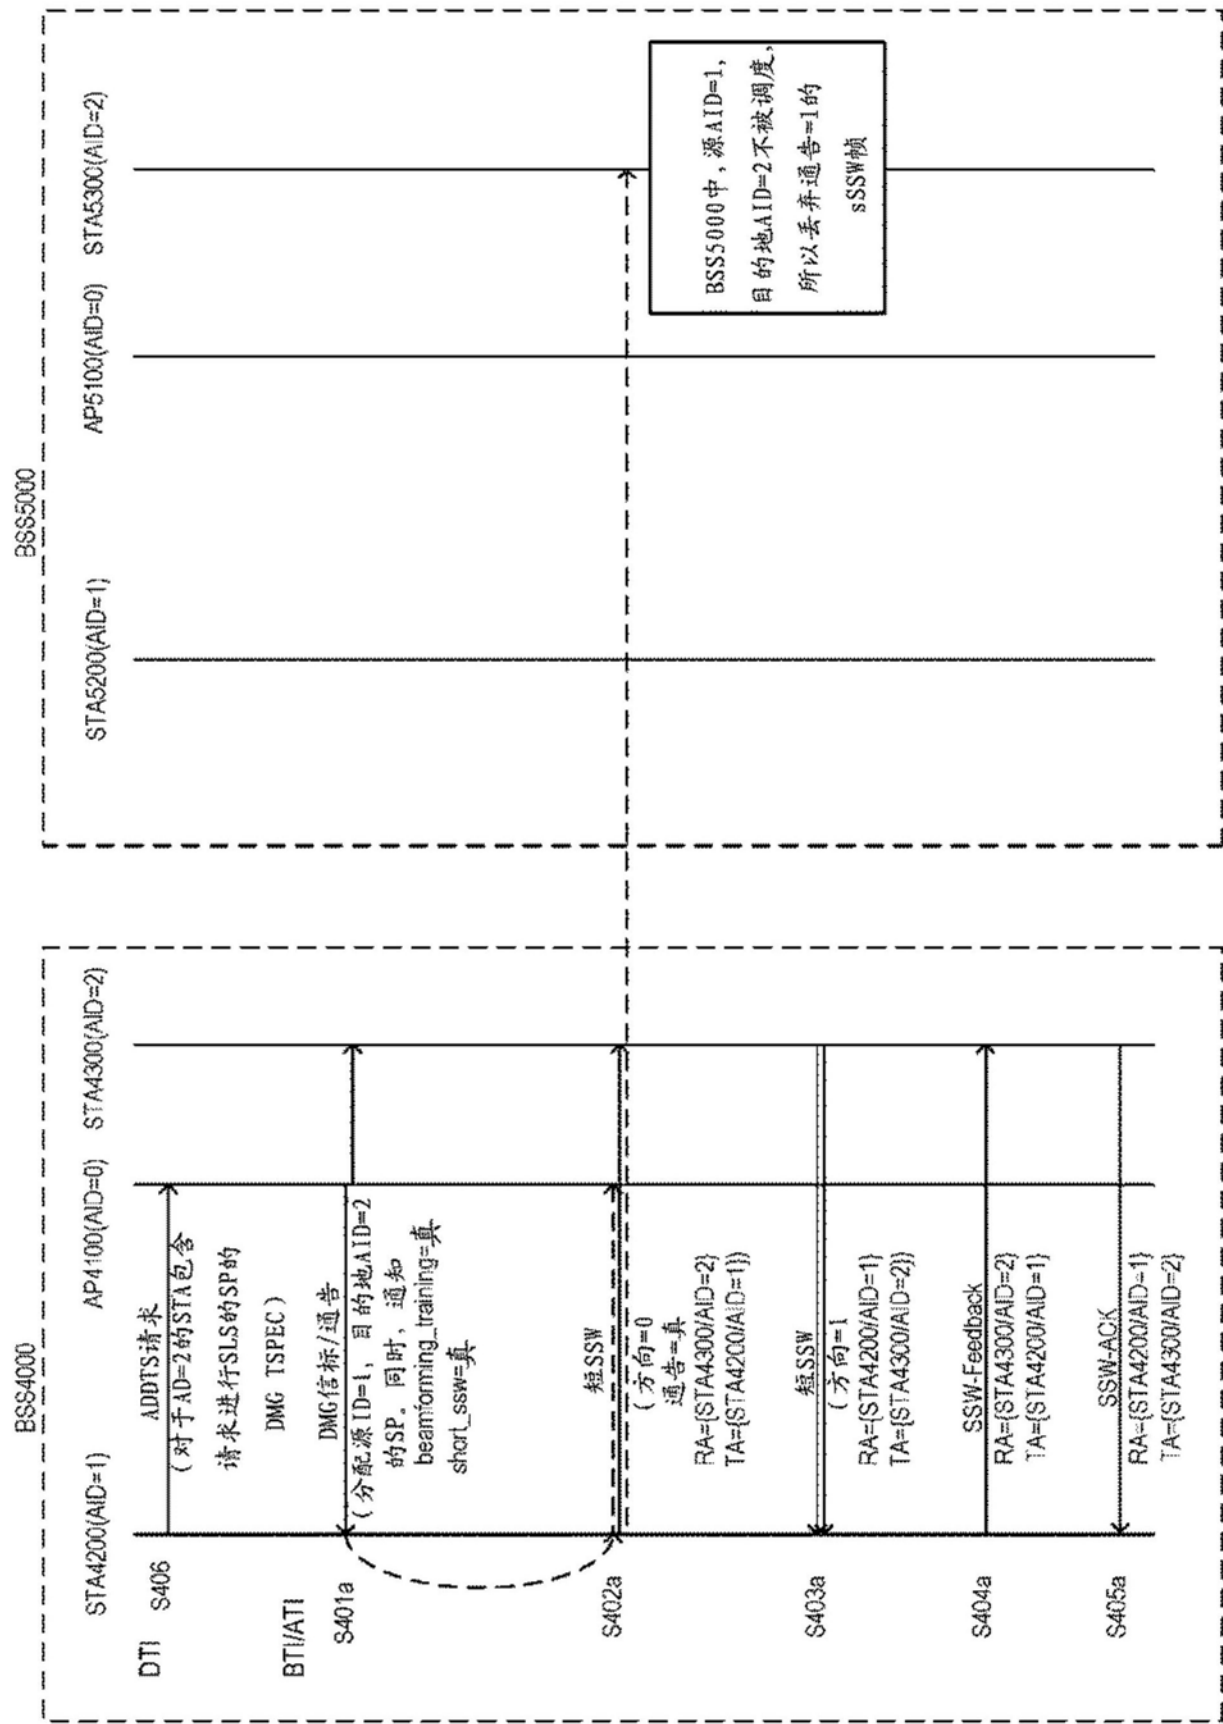 BSS4000
BSS5000
STA4200(AID=1)
AP4100(AID=0)
STA4300(AID=2)
STA5200(AID=1)
AP5100(AID=0)
STA5300(AID=2)
DTI
S406
ADDTS请求
(对于AD=2的STA包含
请求进行SLS的SP的
DMG TSPEC)
BTI/ATI
S401a
DMG信标/通告
(分配源ID=1, 目的地AID=2
的SP。同时, 通知
beamforming_training=真
short_ssw=真
S402a
短SSW
(方向=0
通告=真
RA={STA4300/AID=2}
TA={STA4200/AID=1})
BSS5000中, 源AID=1,
目的地AID=2不被调度,
所以丢弃通告=1的
sSSW帧
S403a
短SSW
(方向=1
RA={STA4200/AID=1}
TA={STA4300/AID=2})
S404a
SSW-Feedback
RA={STA4300/AID=2}
TA={STA4200/AID=1}
S405a
SSW-ACK
RA={STA4200/AID=1}
TA={STA4300/AID=2}